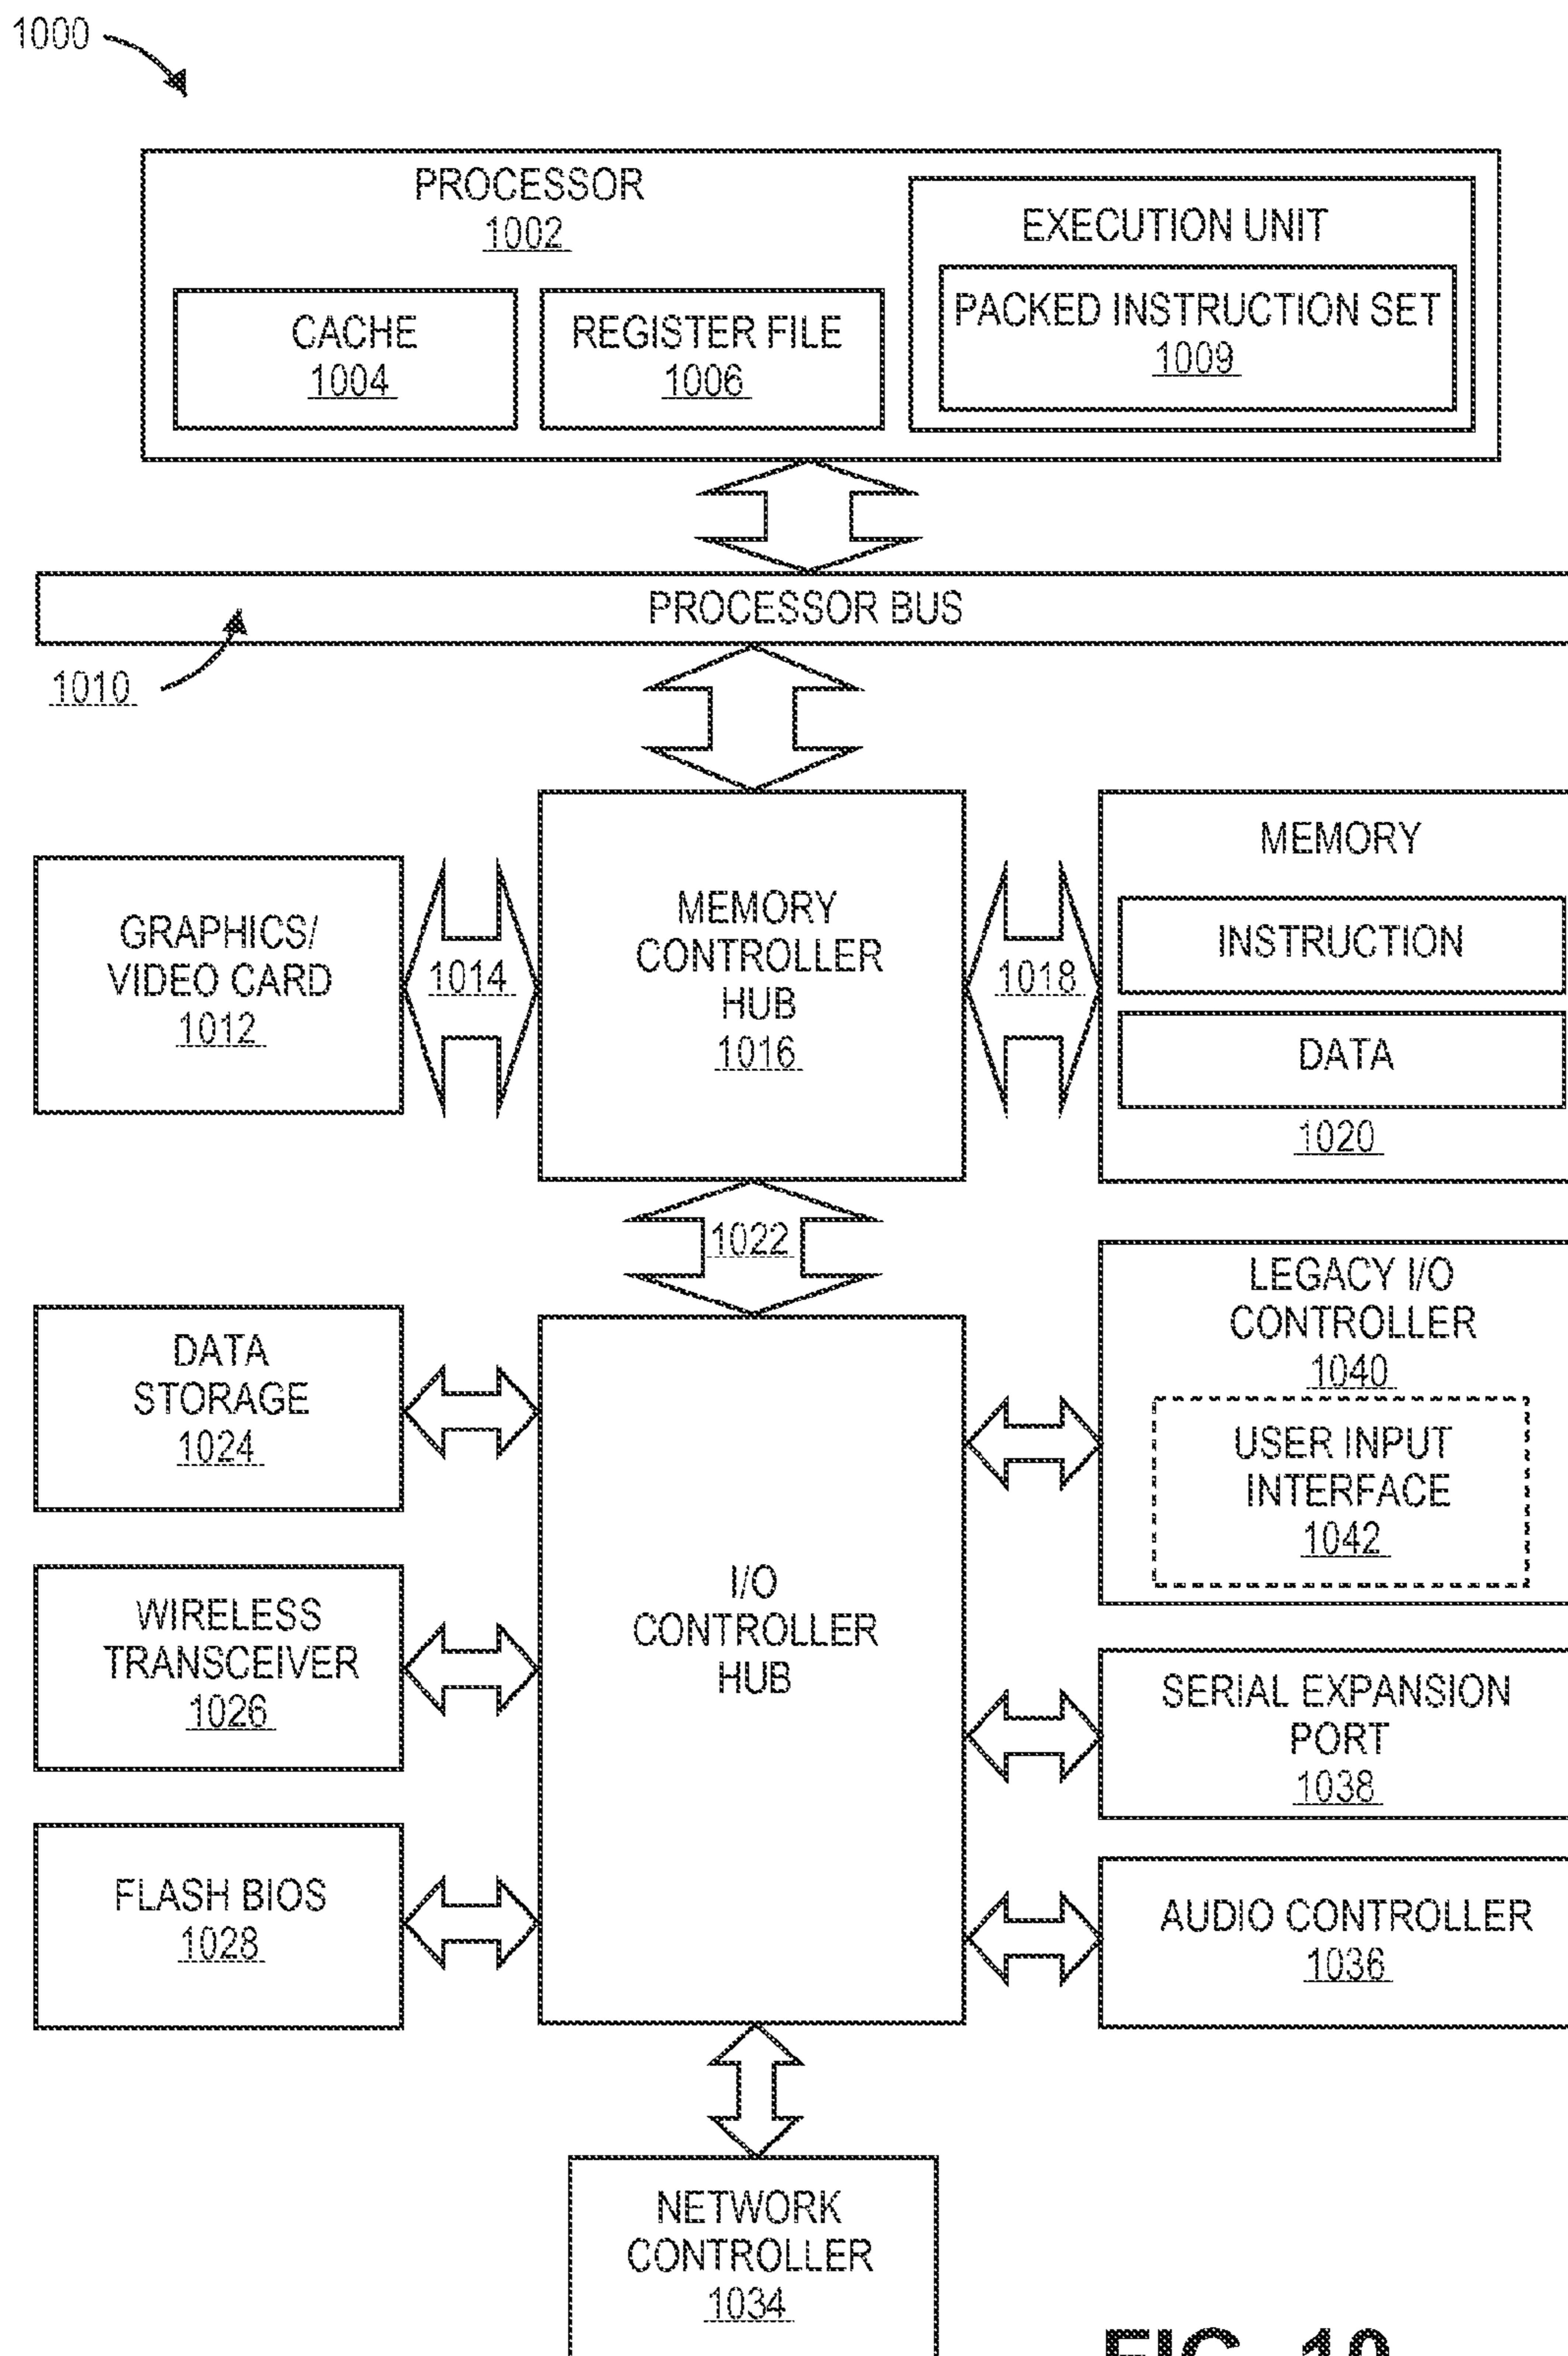 1000
PROCESSOR
1002
EXECUTION UNIT
PACKED INSTRUCTION SET
1009
CACHE
1004
REGISTER FILE
1006
PROCESSOR BUS
1010
GRAPHICS/
VIDEO CARD
1012
1014
MEMORY
CONTROLLER
HUB
1016
1018
MEMORY
INSTRUCTION
DATA
1020
1022
DATA
STORAGE
1024
WIRELESS
TRANSCEIVER
1026
FLASH BIOS
1028
I/O
CONTROLLER
HUB
LEGACY I/O
CONTROLLER
1040
USER INPUT
INTERFACE
1042
SERIAL EXPANSION
PORT
1038
AUDIO CONTROLLER
1036
NETWORK
CONTROLLER
1034
FIG. 10